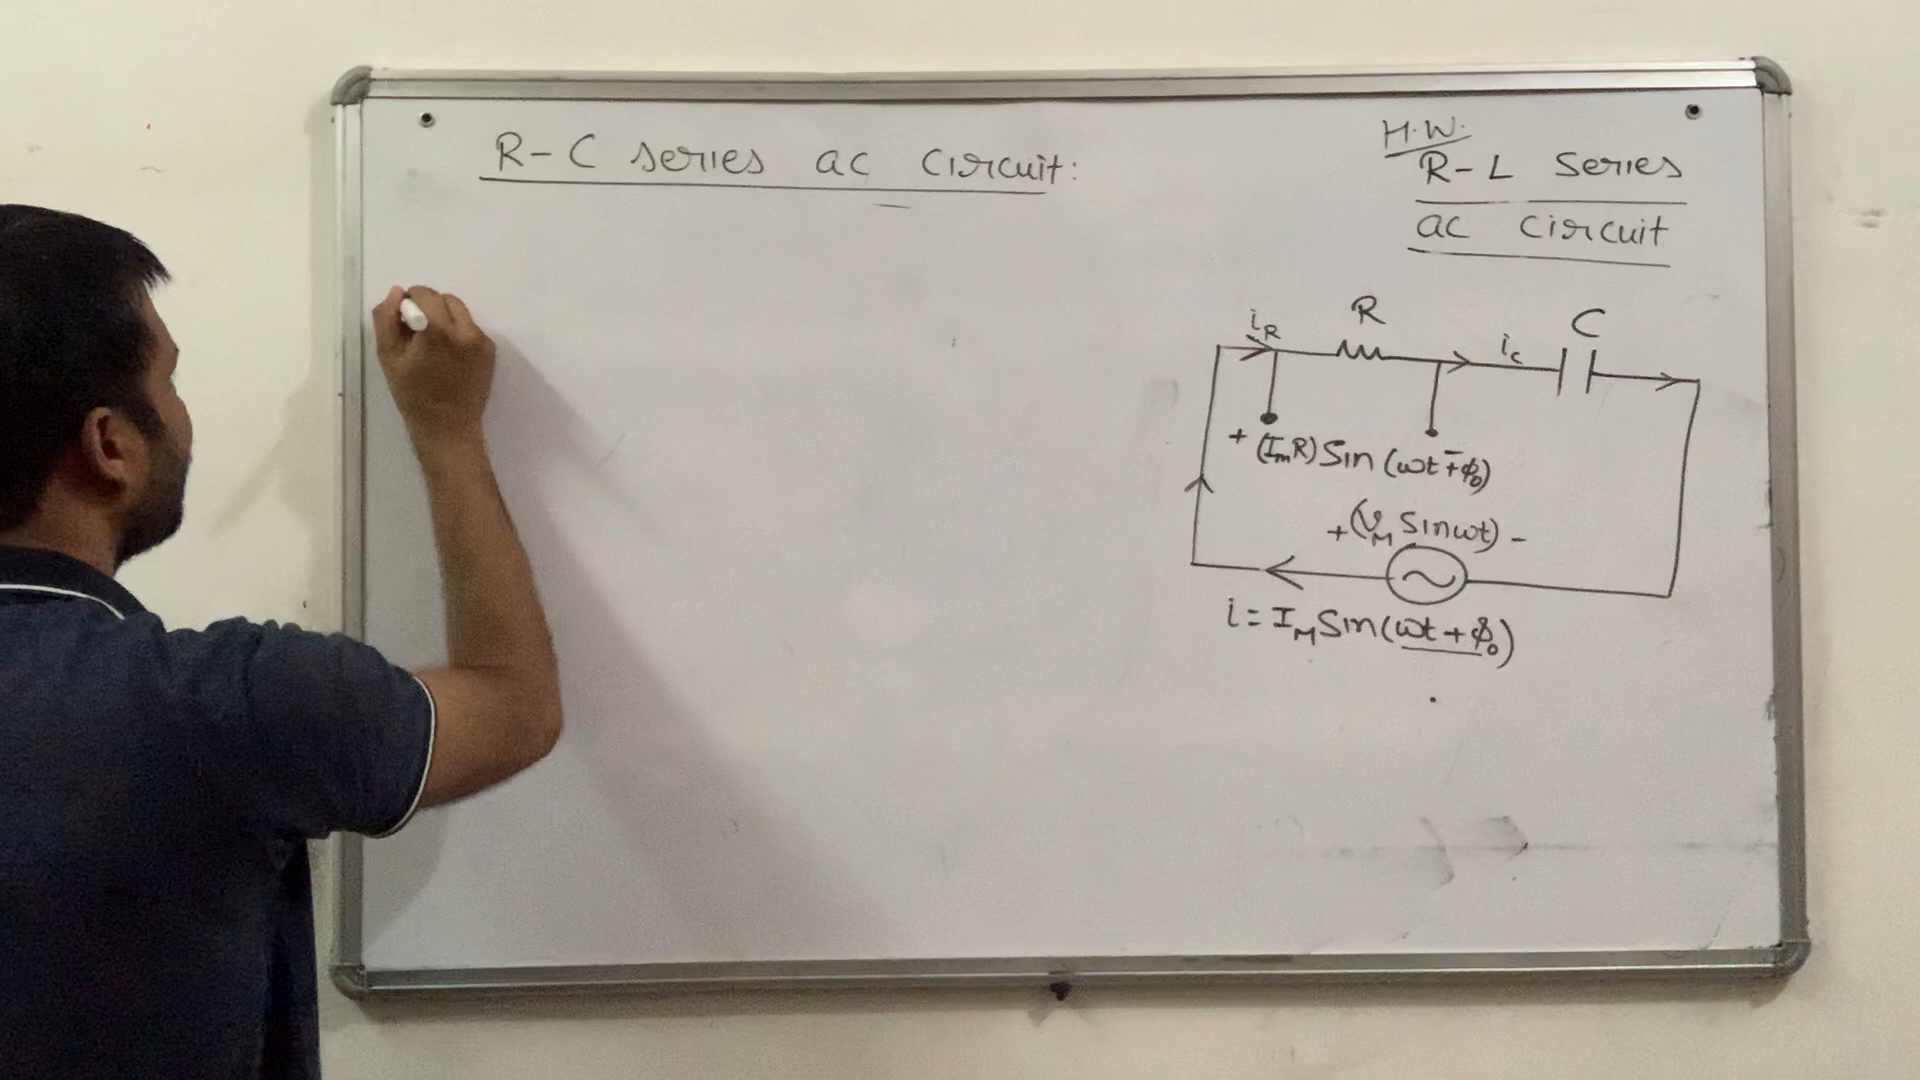 R-C series ac circuit:
H.W.
R-L series
ac circuit
R
C
iR
ic
+ (ImR) Sin (ωt + φ0) -
+ (VM Sinωt) -
i = IM Sin(ωt + φ0)